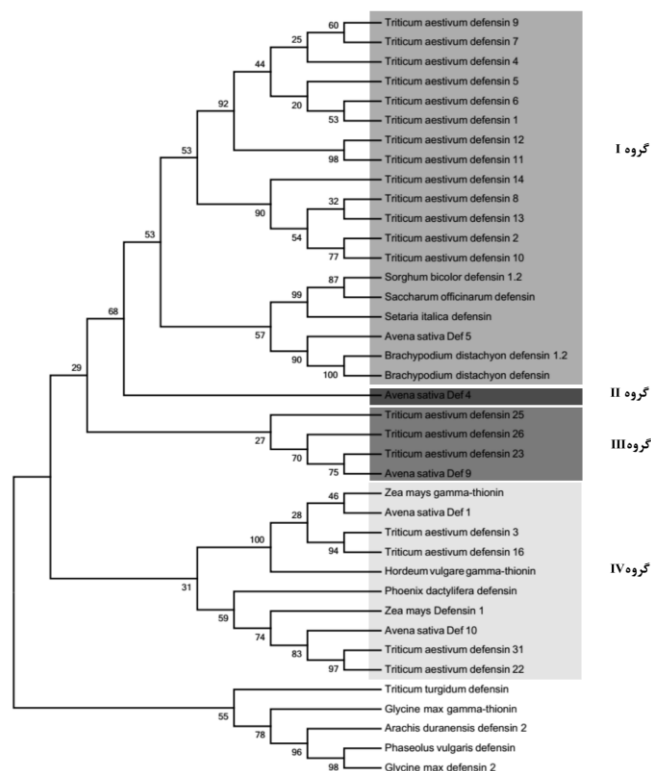 Triticum aestivum defensin 9
Triticum aestivum defensin 7
Triticum aestivum defensin 4
Triticum aestivum defensin 5
Triticum aestivum defensin 6
Triticum aestivum defensin 1
Triticum aestivum defensin 12
Triticum aestivum defensin 11
Triticum aestivum defensin 14
Triticum aestivum defensin 8
Triticum aestivum defensin 13
Triticum aestivum defensin 2
Triticum aestivum defensin 10
Sorghum bicolor defensin 1.2
Saccharum officinarum defensin
Setaria italica defensin
Avena sativa Def 5
Brachypodium distachyon defensin 1.2
Brachypodium distachyon defensin
گروه I
Avena sativa Def 4
گروه II
Triticum aestivum defensin 25
Triticum aestivum defensin 26
Triticum aestivum defensin 23
Avena sativa Def 9
گروه III
Zea mays gamma-thionin
Avena sativa Def 1
Triticum aestivum defensin 3
Triticum aestivum defensin 16
Hordeum vulgare gamma-thionin
Phoenix dactylifera defensin
Zea mays Defensin 1
Avena sativa Def 10
Triticum aestivum defensin 31
Triticum aestivum defensin 22
گروه IV
Triticum turgidum defensin
Glycine max gamma-thionin
Arachis duranensis defensin 2
Phaseolus vulgaris defensin
Glycine max defensin 2
60
25
44
20
53
92
98
53
32
90
54
77
53
87
99
57
90
100
68
29
27
70
75
46
28
100
94
31
59
74
83
97
55
78
96
98